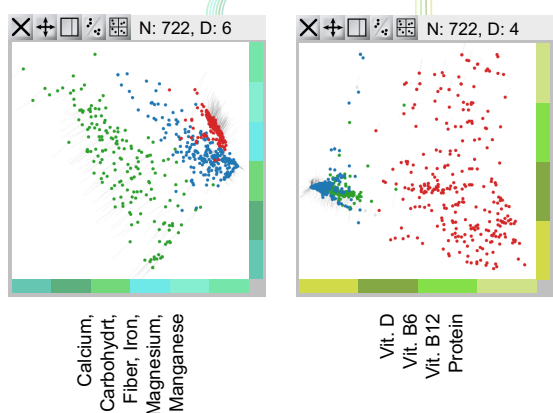 N: 722, D: 6
N: 722, D: 4
Calcium,
Carbohydrt,
Fiber, Iron,
Magnesium,
Manganese
Vit. D
Vit. B6
Vit. B12
Protein